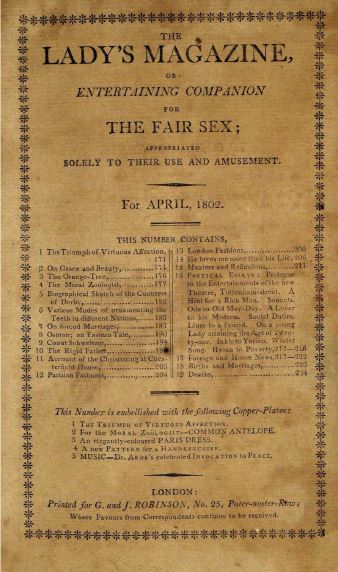 THE
LADY'S MAGAZINE,
OR
ENTERTAINING COMPANION
FOR
THE FAIR SEX;
APPROPRIATED
SOLELY TO THEIR USE AND AMUSEMENT.
For APRIL, 1802.
THIS NUMBER CONTAINS,
1 The Triumph of Virtuous Affection,
171
2 On Grace and Beauty, 174
3 The Orange-Tree, 176
4 The Moral Zoologist, 177
5 Biographical Sketch of the Countess
of Derby, 182
6 Various Modes of ornamenting the
Teeth in different Nations, 185
7 On forced Marriages, 187
8 Osman; an Eastern Tale, 190
9 Count Schweitzer, 194
10 The Rigid Father,
11 Account of the Christening at Chesterfield House, 203
12 Parisian Fashions, 204
13 London Fashions, 206
14 He loves me more than his Life, 206
15 Maxims and Reflexions, 211
16 POETICAL ESSAYS: Prologue
to the Entertainments of the new
Theatre, Tottenham-street. A
Hint for a Rich Man. Sonnets.
Ode to Old May-Day. A Lover
to his Mistress. Social Duties.
Lines to a Friend. On a young
Lady attaining the Age of Twenty-one. Inkle to Yarico. Winter
Song. Hymn to Poverty, 212—216
17 Foreign and Home News, 217—222
18 Births and Marriages, 223
19 Deaths, 224
This Number is embellished with the following Copper-Plates:
1 THE TRIUMPH OF VIRTUOUS AFFECTION.
2 For the MORAL ZOOLOGIST—COMMON ANTELOPE.
3 An elegantly-coloured PARIS DRESS.
4 A new PATTERN for a HANDKERCHIEF.
5 MUSIC—DR. ARNE's celebrated INVOCATION to PEACE.
LONDON:
Printed for G. and J. ROBINSON, No. 25, Pater-noster-Row;
Where Favours from Correspondents continue to be received.